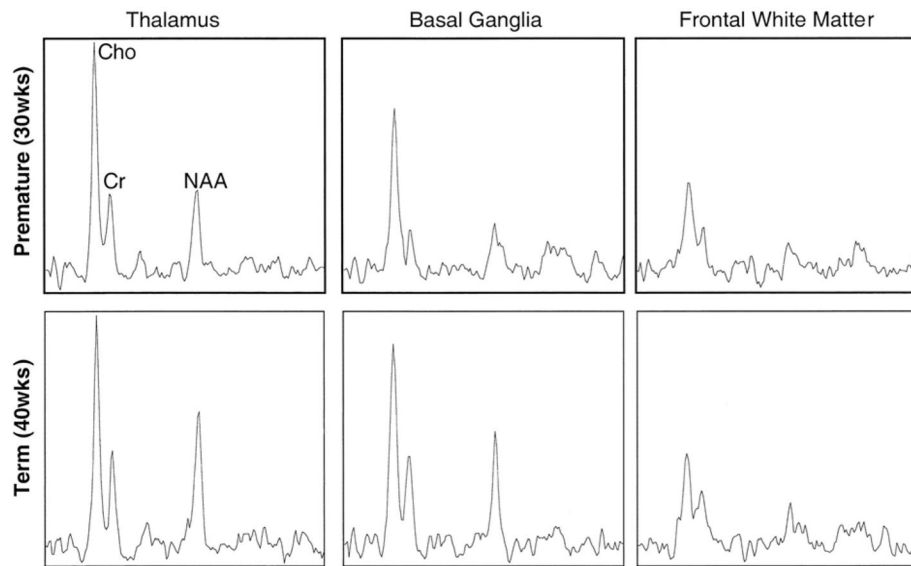 Thalamus Basal Ganglia Frontal White Matter
Premature (30wks)
Cho
Cr NAA
Term (40wks)